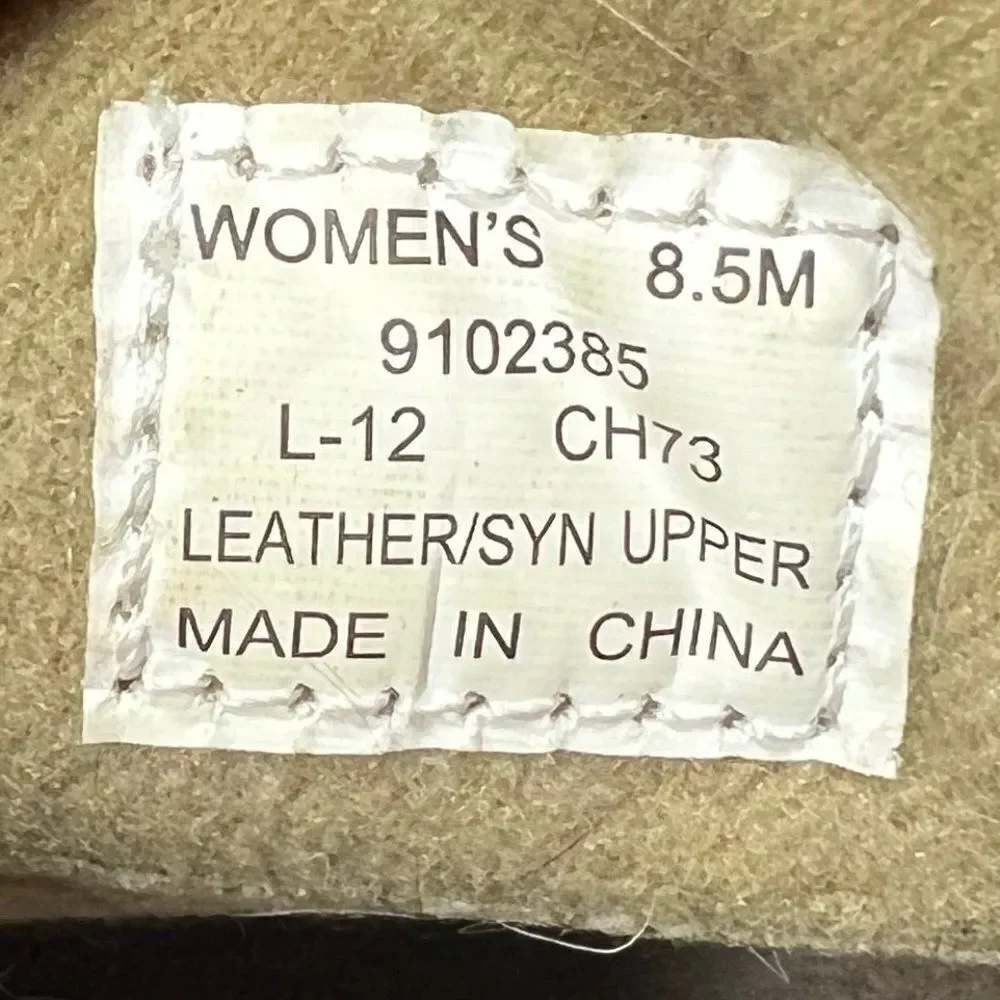 WOMEN'S 8.5M
9102385
L-12 CH73
LEATHER/SYN UPPER
MADE IN CHINA